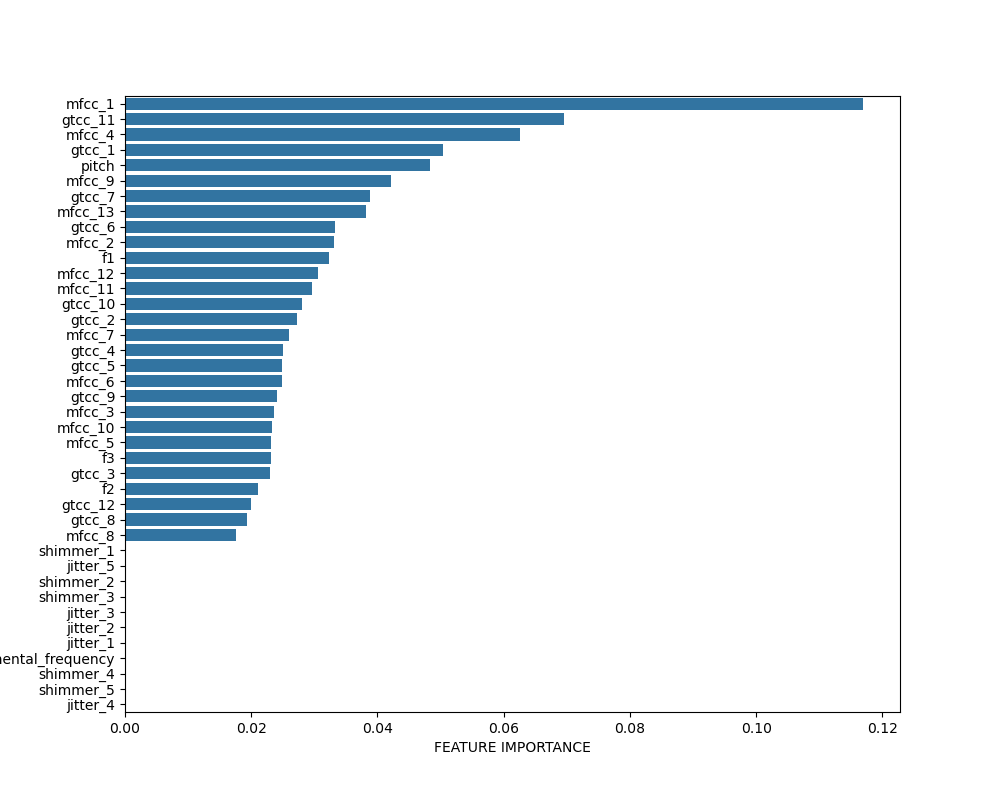 mfcc_1
gtcc_11
mfcc_4
gtcc_1
pitch
mfcc_9
gtcc_7
mfcc_13
gtcc_6
mfcc_2
f1
mfcc_12
mfcc_11
gtcc_10
gtcc_2
mfcc_7
gtcc_4
gtcc_5
mfcc_6
gtcc_9
mfcc_3
mfcc_10
mfcc_5
f3
gtcc_3
f2
gtcc_12
gtcc_8
mfcc_8
shimmer_1
jitter_5
shimmer_2
shimmer_3
jitter_3
jitter_2
jitter_1
ental_frequency
shimmer_4
shimmer_5
jitter_4
0.00 0.02 0.04 0.06 0.08 0.10 0.12
FEATURE IMPORTANCE